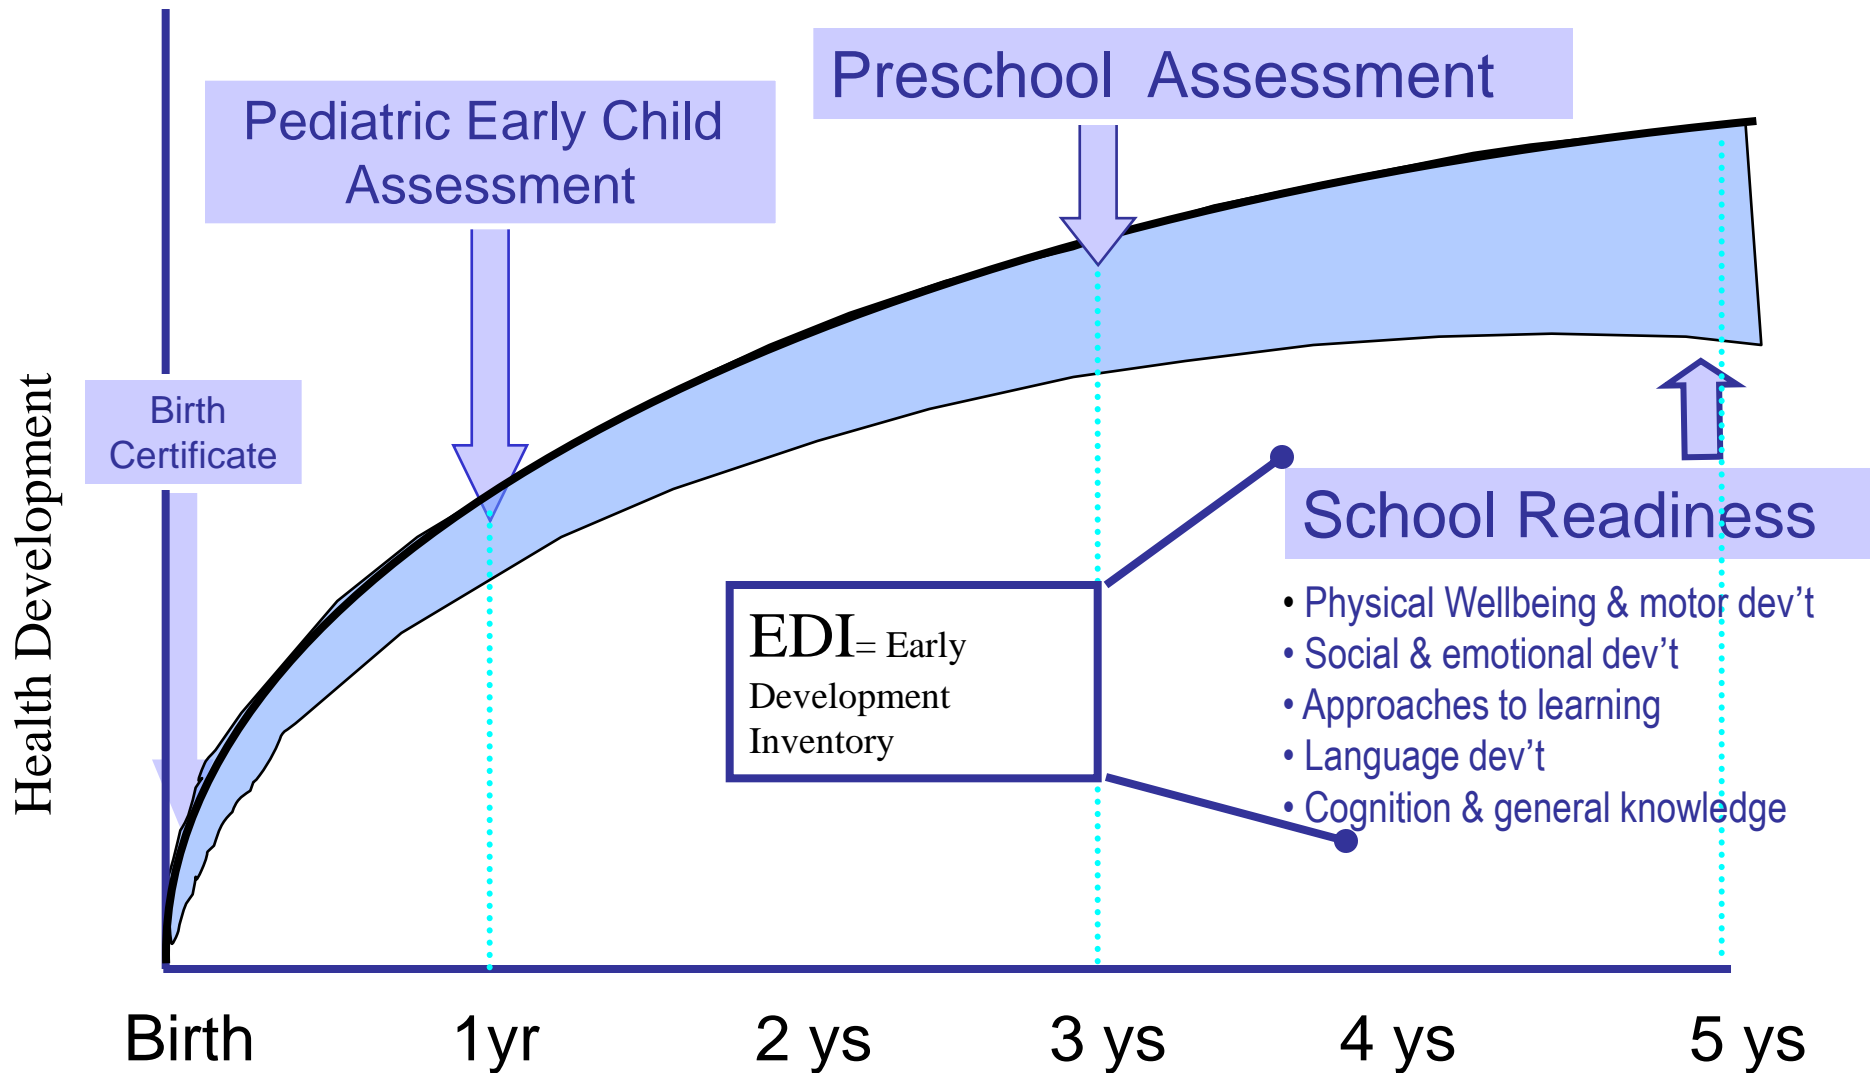 Preschool Assessment
Pediatric Early Child
Assessment
Birth
Certificate
Health Development
School Readiness
• Physical Wellbeing & motor dev’t
• Social & emotional dev’t
• Approaches to learning
• Language dev’t
• Cognition & general knowledge
EDI= Early
Development
Inventory
Birth 1yr 2 ys 3 ys 4 ys 5 ys